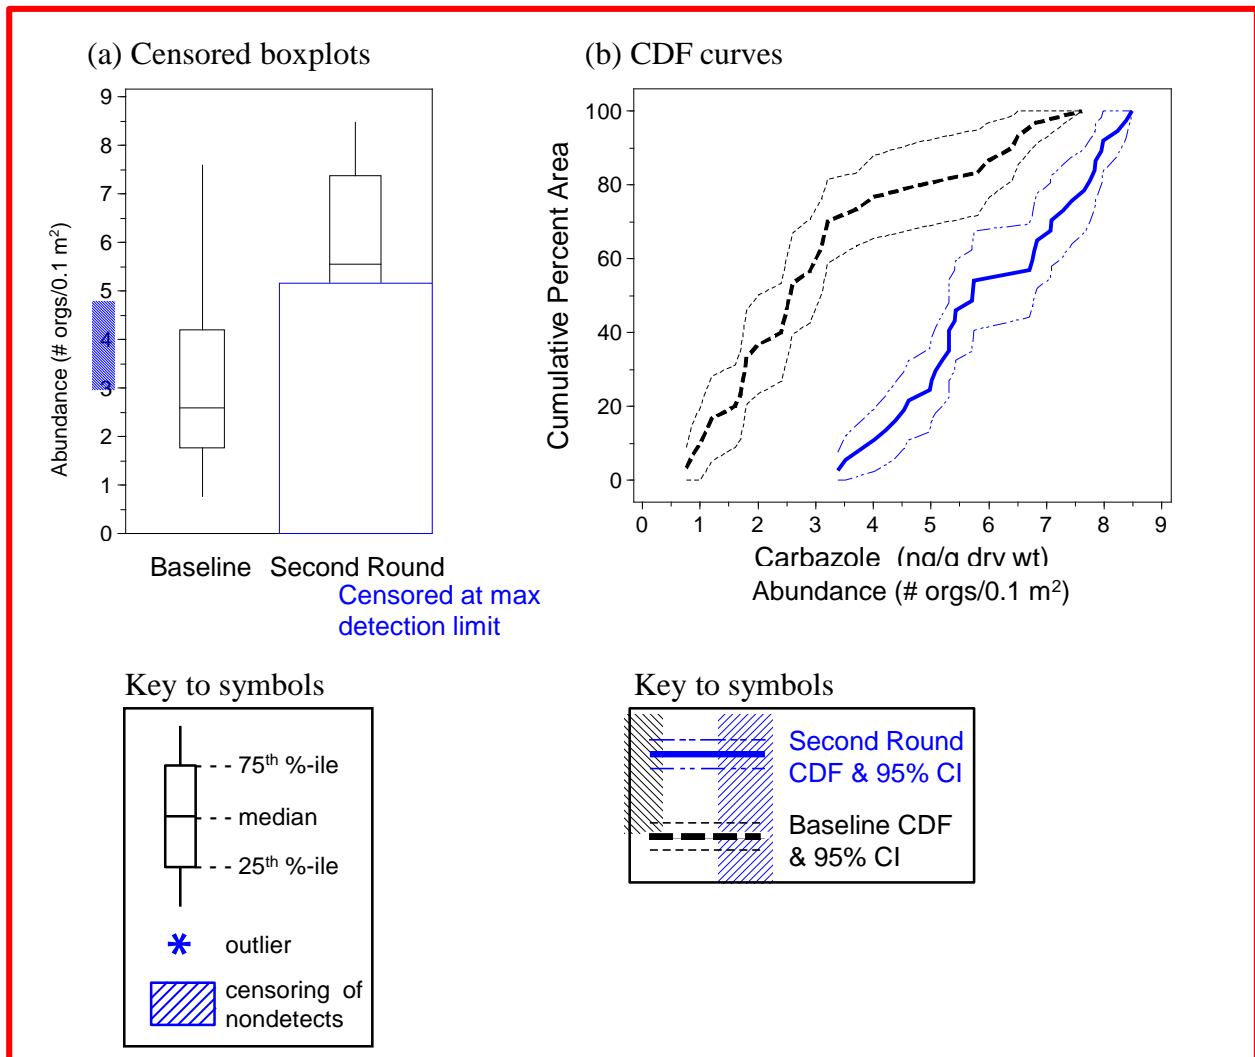 (a) Censored boxplots
9
8
7
6
5
4
3
2
1
0
Abundance (# orgs/0.1 m²)
Baseline Second Round
Censored at max
detection limit
(b) CDF curves
100
80
60
40
20
0
Cumulative Percent Area
0 1 2 3 4 5 6 7 8 9
Carbazole (ng/g dry wt)
Abundance (# orgs/0.1 m²)
Key to symbols
75th %-ile
median
25th %-ile
outlier
censoring of
nondetects
Key to symbols
Second Round
CDF & 95% CI
Baseline CDF
& 95% CI